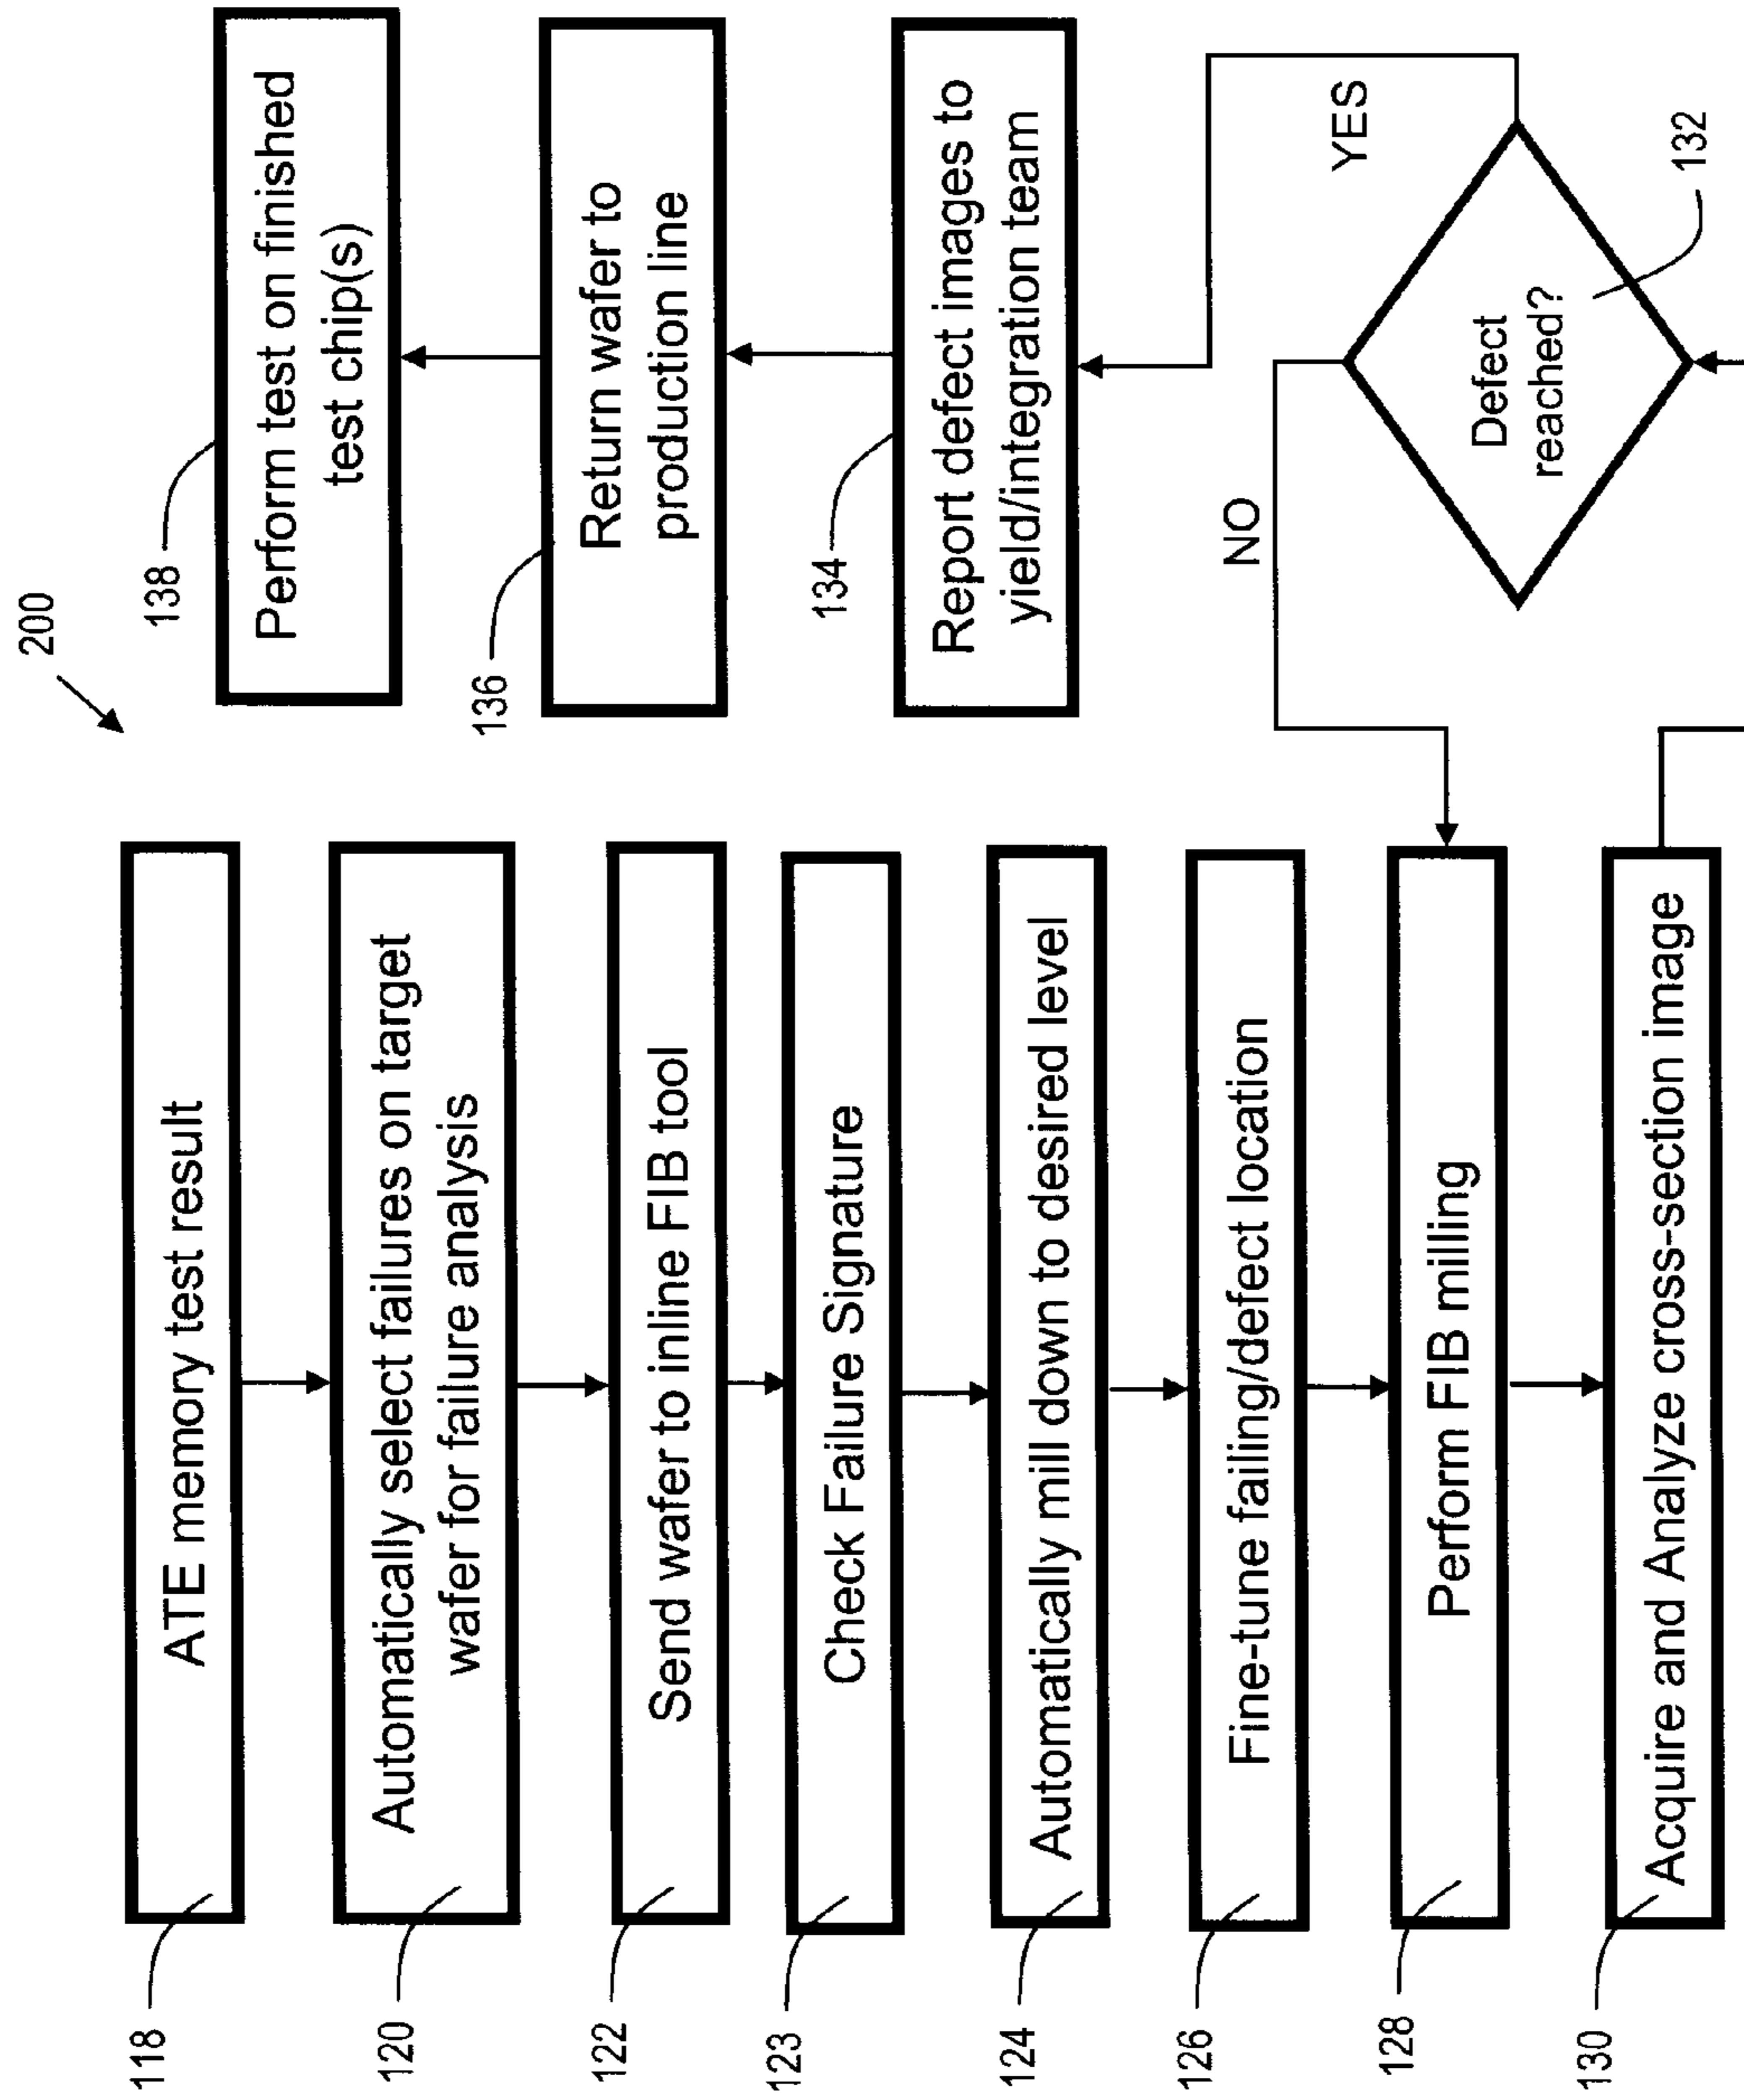 200
118
ATE memory test result
120
Automatically select failures on target
wafer for failure analysis
122
Send wafer to inline FIB tool
123
Check Failure Signature
124
Automatically mill down to desired level
126
Fine-tune failing/defect location
128
Perform FIB milling
130
Acquire and Analyze cross-section image
132
Defect
reached?
NO
YES
134
Report defect images to
yield/integration team
136
Return wafer to
production line
138
Perform test on finished
test chip(s)